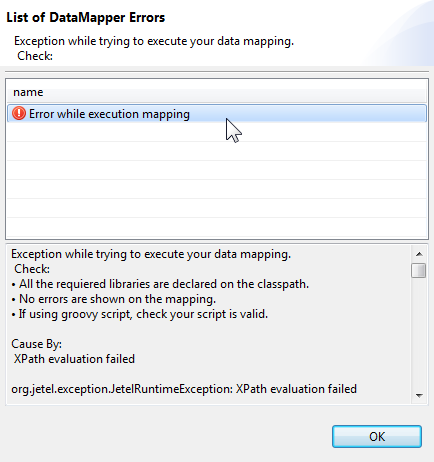 List of DataMapper Errors
Exception while trying to execute your data mapping.
Check:
name
Error while execution mapping
Exception while trying to execute your data mapping.
Check:
• All the requiered libraries are declared on the classpath.
• No errors are shown on the mapping.
• If using groovy script, check your script is valid.
Cause By:
XPath evaluation failed
org.jetel.exception.JetelRuntimeException: XPath evaluation failed
OK